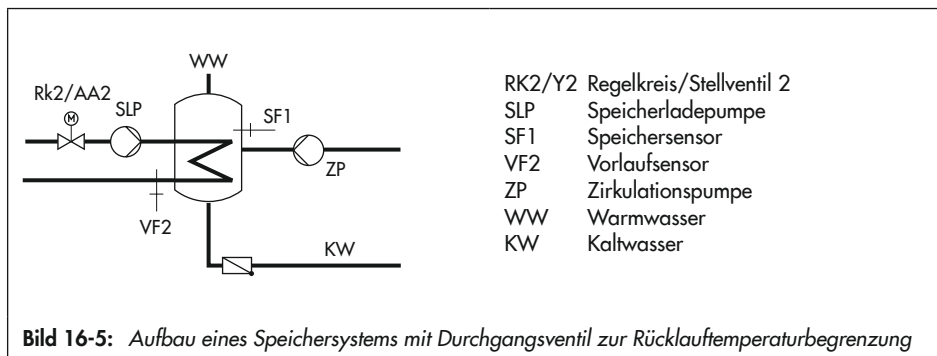 WW
Rk2/AA2
M
SLP
SF1
ZP
VF2
KW
RK2/Y2 Regelkreis/Stellventil 2
SLP Speicherladepumpe
SF1 Speichersensor
VF2 Vorlaufsensor
ZP Zirkulationspumpe
WW Warmwasser
KW Kaltwasser
Bild 16-5: Aufbau eines Speichersystems mit Durchgangsventil zur Rücklauftemperaturbegrenzung